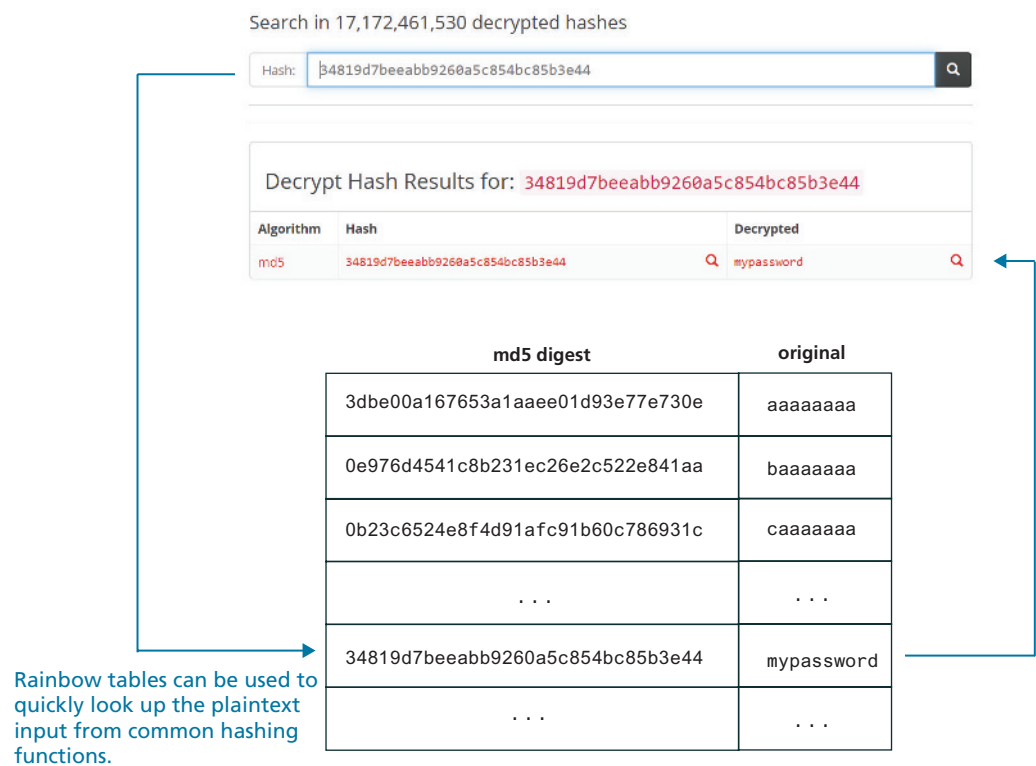 Search in 17,172,461,530 decrypted hashes
Hash: 34819d7beeabb9260a5c854bc85b3e44
Decrypt Hash Results for: 34819d7beeabb9260a5c854bc85b3e44
Algorithm Hash Decrypted
md5 34819d7beeabb9260a5c854bc85b3e44 mypassword
md5 digest original
3dbe00a167653a1aaee01d93e77e730e aaaaaaaa
0e976d4541c8b231ec26e2c522e841aa baaaaaaa
0b23c6524e8f4d91afc91b60c786931c caaaaaaa
... ...
34819d7beeabb9260a5c854bc85b3e44 mypassword
... ...
Rainbow tables can be used to
quickly look up the plaintext
input from common hashing
functions.